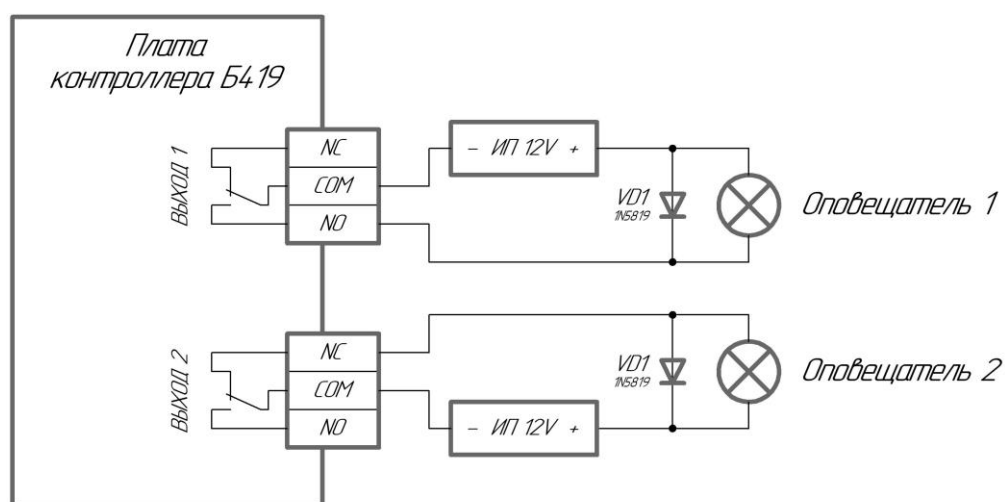 Плата
контроллера Б419
ВЫХОД 1
NC
COM
NO
– ИП 12V +
VD1
1N5819
Оповещатель 1
ВЫХОД 2
NC
COM
NO
– ИП 12V +
VD1
1N5819
Оповещатель 2